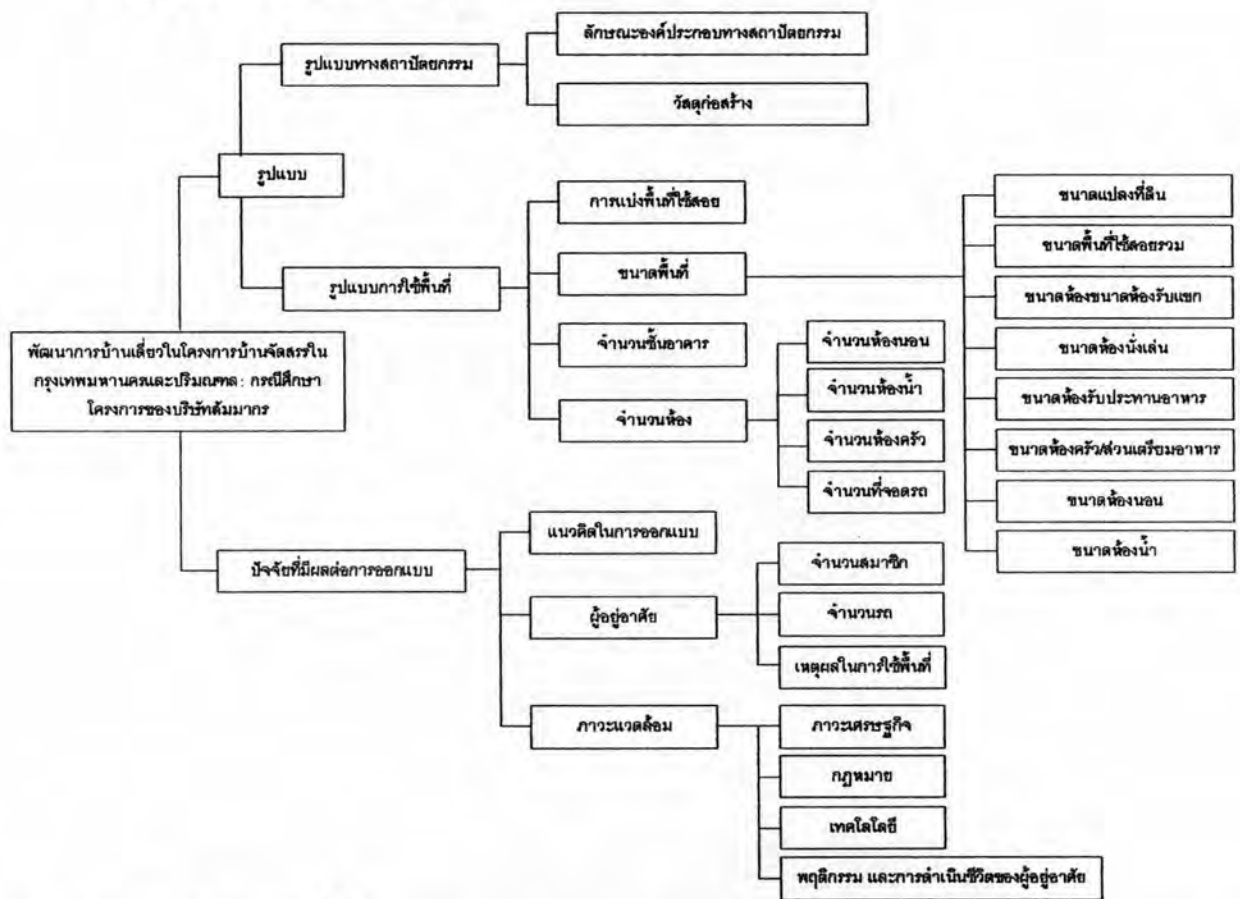 ลักษณะองค์ประกอบทางสถาปัตยกรรม
รูปแบบทางสถาปัตยกรรม
วัสดุก่อสร้าง
รูปแบบ
การแบ่งพื้นที่ใช้สอย
ขนาดแปลงที่ดิน
ขนาดพื้นที่ใช้สอยรวม
ขนาดพื้นที่
รูปแบบการใช้พื้นที่
ขนาดห้องขนาดห้องรับแขก
จำนวนชั้นอาคาร
จำนวนห้องนอน
ขนาดห้องนั่งเล่น
พัฒนาการบ้านเดี่ยวในโครงการบ้านจัดสรรใน
กรุงเทพมหานครและปริมณฑล : กรณีศึกษา
โครงการของบริษัทสัมมากร
จำนวนห้องน้ำ
ขนาดห้องรับประทานอาหาร
จำนวนห้อง
จำนวนห้องครัว
ขนาดห้องครัว/ส่วนเตรียมอาหาร
จำนวนที่จอดรถ
ขนาดห้องนอน
แนวคิดในการออกแบบ
ขนาดห้องน้ำ
ปัจจัยที่มีผลต่อการออกแบบ
จำนวนสมาชิก
ผู้อยู่อาศัย
จำนวนรถ
เหตุผลในการใช้พื้นที่
ภาวะแวดล้อม
ภาวะเศรษฐกิจ
กฎหมาย
เทคโลโลยี
พฤติกรรม และการดำเนินชีวิตของผู้อยู่อาศัย